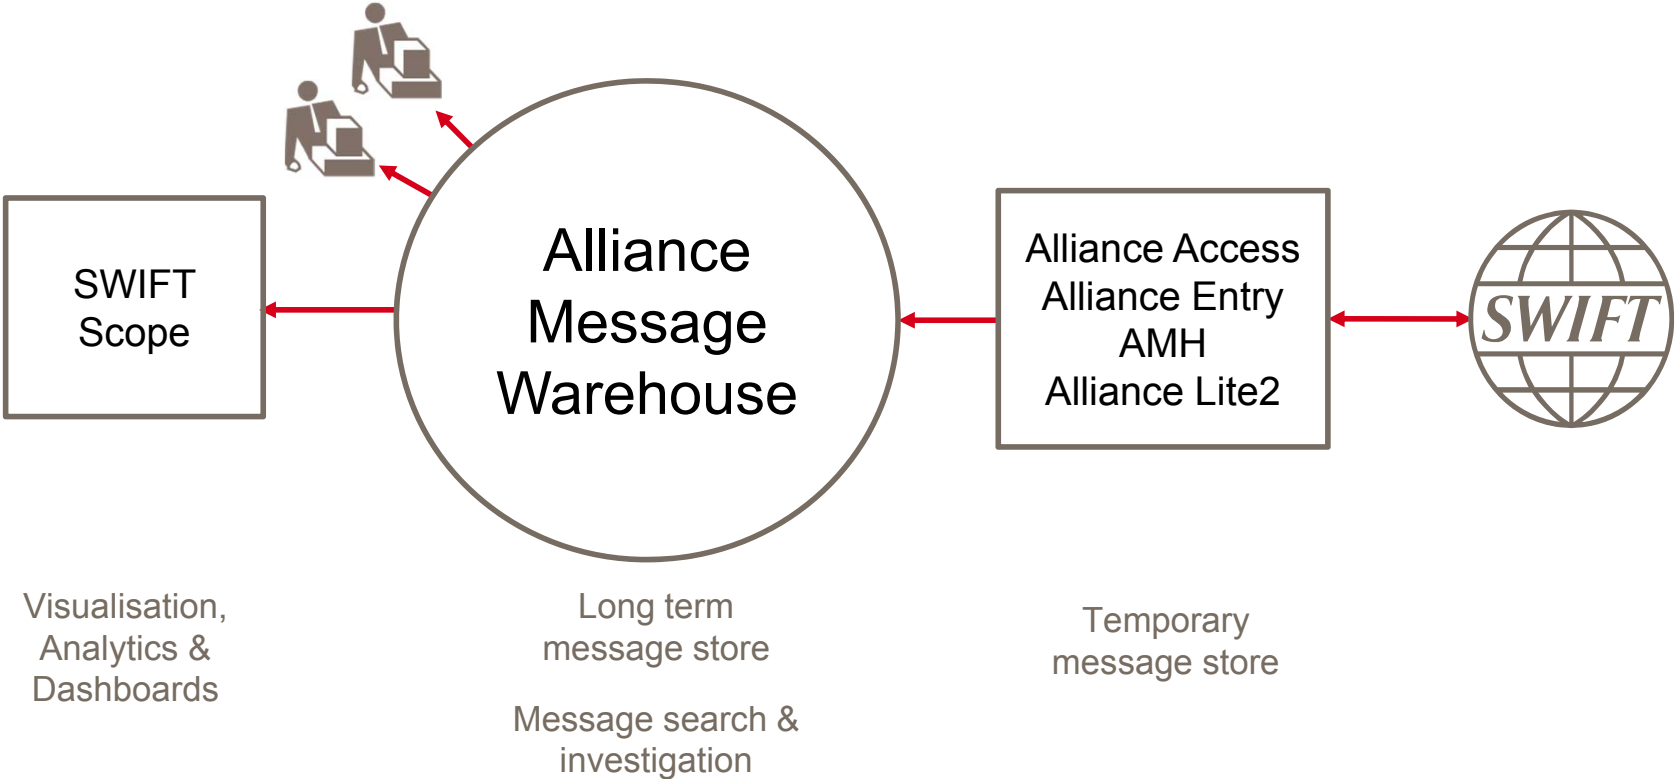 SWIFT
Scope
Alliance
Message
Warehouse
Alliance Access
Alliance Entry
AMH
Alliance Lite2
SWIFT
Visualisation,
Analytics &
Dashboards
Long term
message store
Message search &
investigation
Temporary
message store